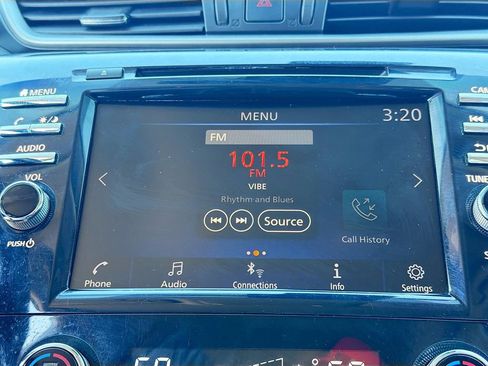 MENU
CAM
MENU 3:20
FM
AUDIO
101.5
FM
VOL
VIBE
TUNE
Rhythm and Blues
Source
PUSH
Call History
Phone Audio Connections Info Settings